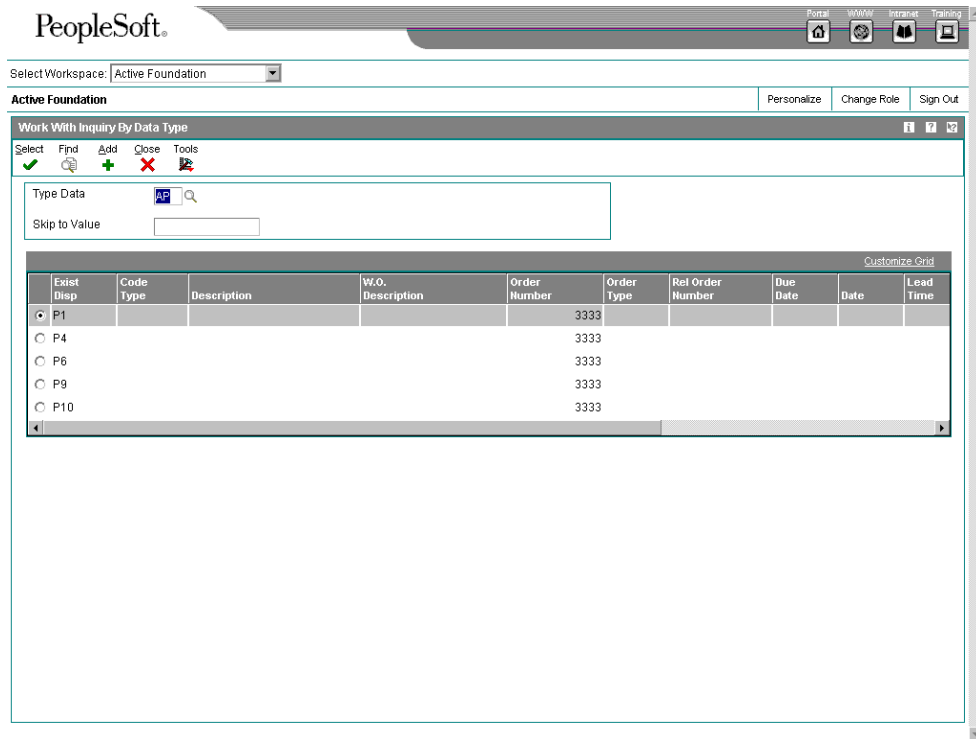 PeopleSoft.
Portal WWW Intranet Training
Select Workspace: Active Foundation
Active Foundation Personalize Change Role Sign Out
Work With Inquiry By Data Type i ? ?
Select Find Add Close Tools
Type Data AP
Skip to Value
Customize Grid
Exist Disp Code Type Description W.O. Description Order Number Order Type Rel Order Number Due Date Date Lead Time
P1 3333
P4 3333
P6 3333
P9 3333
P10 3333